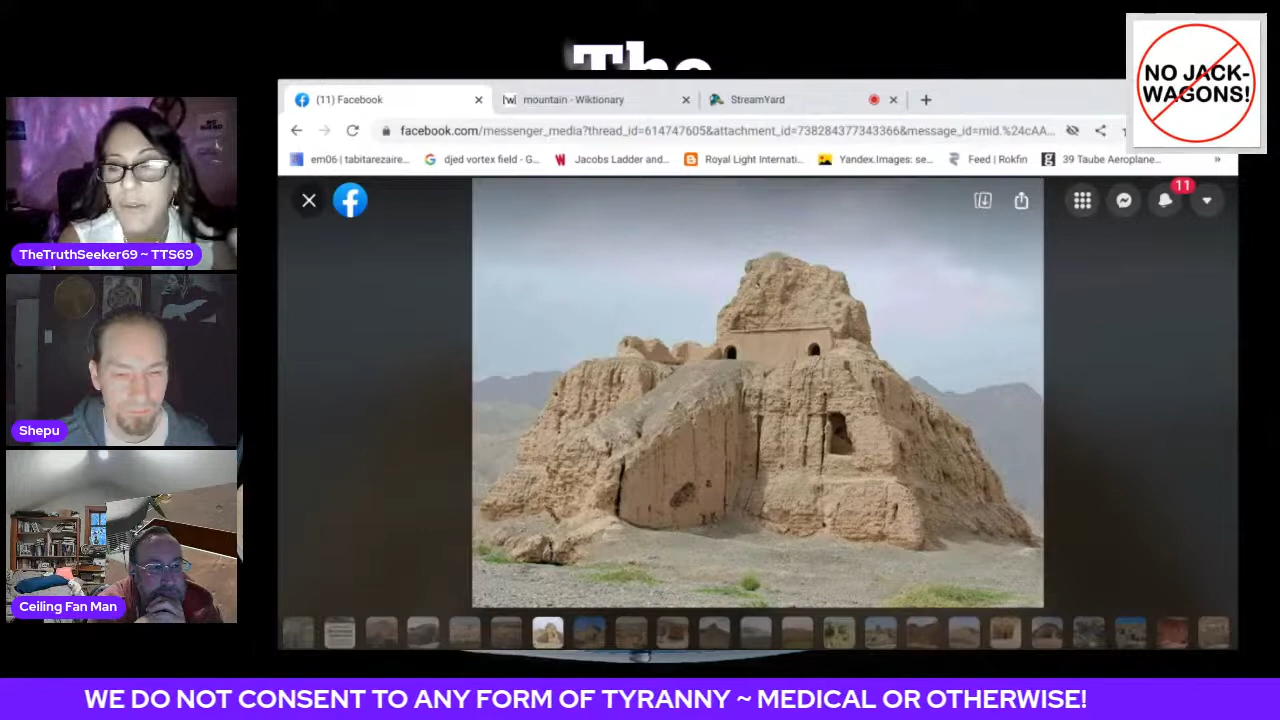 The
NO JACK-
WAGONS!
(11) Facebook
mountain - Wiktionary
StreamYard
facebook.com/messenger_media?thread_id=614747605&attachment_id=738284377343366&message_id=mid.%24cAA...
em06 | tabitarezaire...
djed vortex field - G...
Jacobs Ladder and...
Royal Light Internati...
Yandex.Images: se...
Feed | Rokfin
39 Taube Aeroplane...
»
11
TheTruthSeeker69 ~ TTS69
Shepu
Ceiling Fan Man
WE DO NOT CONSENT TO ANY FORM OF TYRANNY ~ MEDICAL OR OTHERWISE!